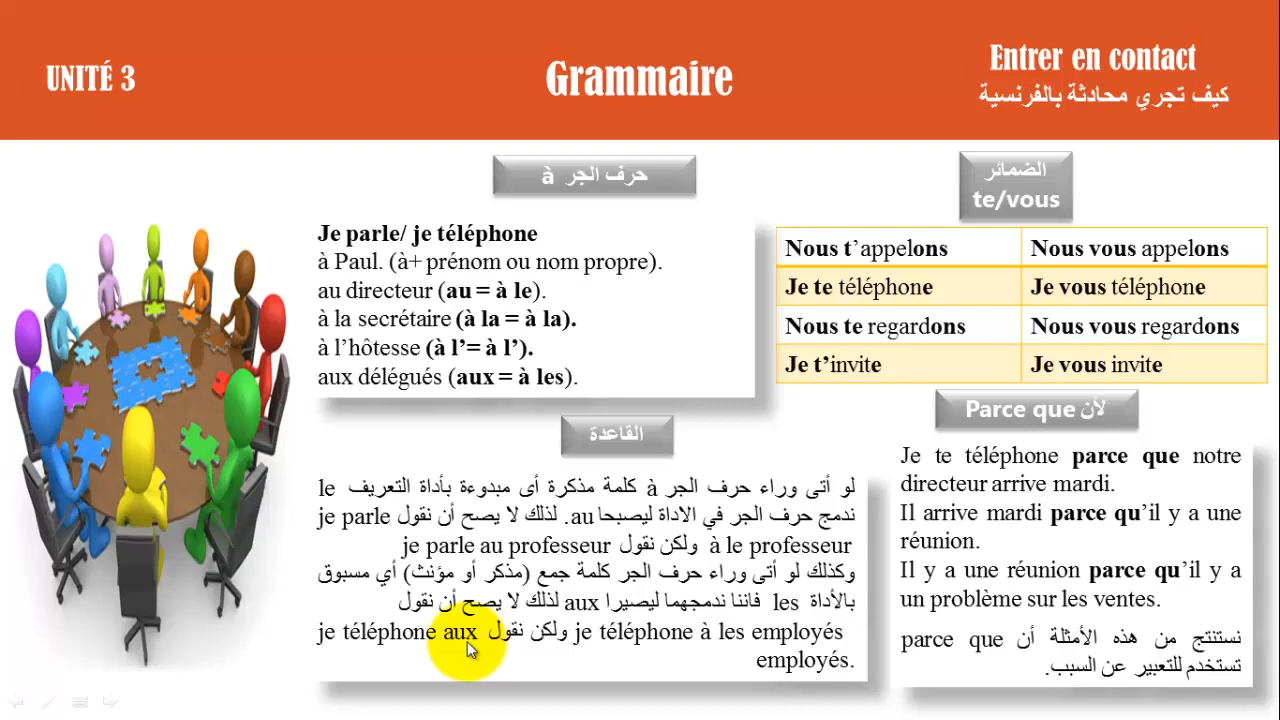 UNITÉ 3
Grammaire
Entrer en contact
كيف تجري محادثة بالفرنسية
حرف الجر à
Je parle/ je téléphone
à Paul. (à+ prénom ou nom propre).
au directeur (au = à le).
à la secrétaire (à la = à la).
à l’hôtesse (à l’= à l’).
aux délégués (aux = à les).
القاعدة
لو أتى وراء حرف الجر à كلمة مذكرة أى مبدوءة بأداة التعريف le
ندمج حرف الجر في الاداة ليصبحا au. لذلك لا يصح أن نقول je parle
à le professeur ولكن نقول je parle au professeur
وكذلك لو أتى وراء حرف الجر كلمة جمع (مذكر أو مؤنث) أي مسبوق
بالأداة les فاننا ندمجهما ليصيرا aux لذلك لا يصح أن نقول
je téléphone à les employés ولكن نقول je téléphone aux
employés.
الضمائر
te/vous
Nous t’appelons Nous vous appelons
Je te téléphone Je vous téléphone
Nous te regardons Nous vous regardons
Je t’invite Je vous invite
Parce que لأن
Je te téléphone parce que notre
directeur arrive mardi.
Il arrive mardi parce qu’il y a une
réunion.
Il y a une réunion parce qu’il y a
un problème sur les ventes.
نستنتج من هذه الأمثلة أن parce que
تستخدم للتعبير عن السبب.